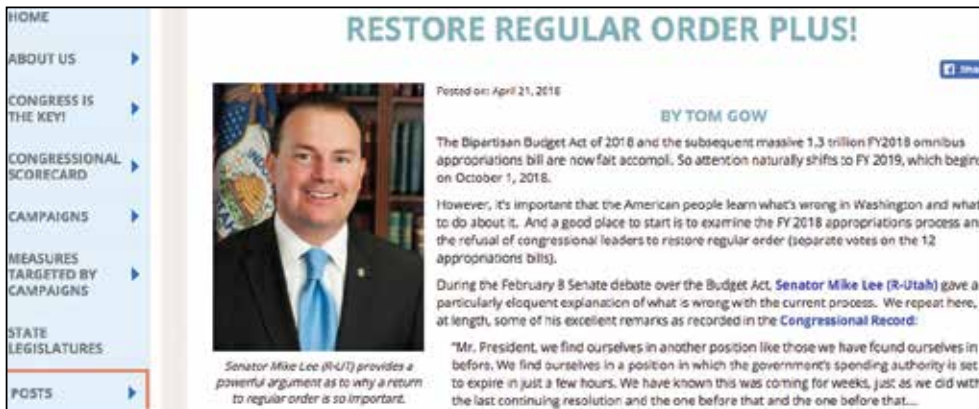 HOME
ABOUT US
CONGRESS IS
THE KEY!
CONGRESSIONAL
SCORECARD
CAMPAIGNS
MEASURES
TARGETED BY
CAMPAIGNS
STATE
LEGISLATURES
POSTS
RESTORE REGULAR ORDER PLUS!
Posted on: April 21, 2018
BY TOM GOW
The Bipartisan Budget Act of 2018 and the subsequent massive 1.3 trillion FY2018 omnibus
appropriations bill are now fait accompli. So attention naturally shifts to FY 2019, which begins
on October 1, 2018.
However, it's important that the American people learn what's wrong in Washington and what
to do about it. And a good place to start is to examine the FY 2018 appropriations process an
the refusal of congressional leaders to restore regular order (separate votes on the 12
appropriations bills).
During the February 8 Senate debate over the Budget Act, Senator Mike Lee (R-Utah) gave a
particularly eloquent explanation of what is wrong with the current process. We repeat here,
at length, some of his excellent remarks as recorded in the Congressional Record:
"Mr. President, we find ourselves in another position like those we have found ourselves in
before. We find ourselves in a position in which the government's spending authority is set
to expire in just a few hours. We have known this was coming for weeks, just as we did with
the last continuing resolution and the one before that and the one before that....
Senator Mike Lee (R-UT) provides a
powerful argument as to why a return
to regular order is so important.